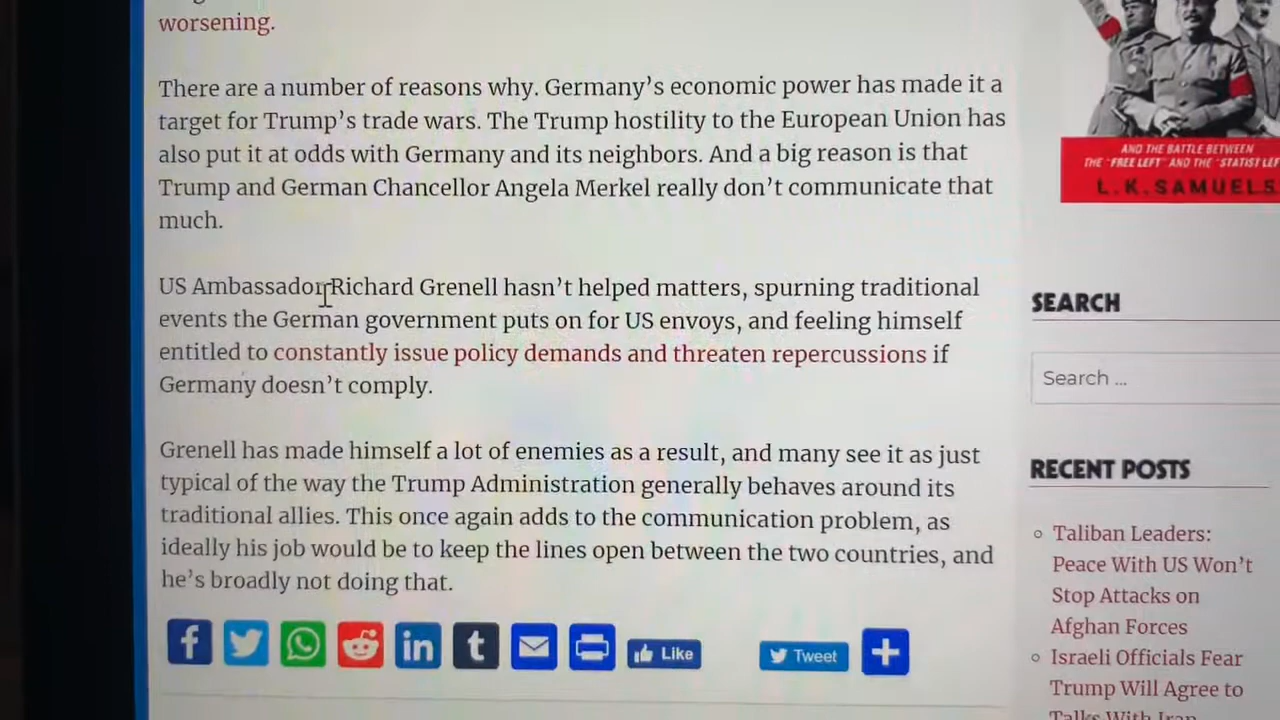 worsening.
There are a number of reasons why. Germany's economic power has made it a
target for Trump's trade wars. The Trump hostility to the European Union has
also put it at odds with Germany and its neighbors. And a big reason is that
Trump and German Chancellor Angela Merkel really don't communicate that
much.
US Ambassador Richard Grenell hasn't helped matters, spurning traditional
events the German government puts on for US envoys, and feeling himself
entitled to constantly issue policy demands and threaten repercussions if
Germany doesn't comply.
Grenell has made himself a lot of enemies as a result, and many see it as just
typical of the way the Trump Administration generally behaves around its
traditional allies. This once again adds to the communication problem, as
ideally his job would be to keep the lines open between the two countries, and
he's broadly not doing that.
Like
Tweet
AND THE BATTLE BETWEEN
THE "FREE LEFT" AND THE "STATIST
L.K. SAMUELS
SEARCH
Search ...
RECENT POSTS
Taliban Leaders:
Peace With US Won't
Stop Attacks on
Afghan Forces
Israeli Officials Fear
Trump Will Agree to
Talks With Iran